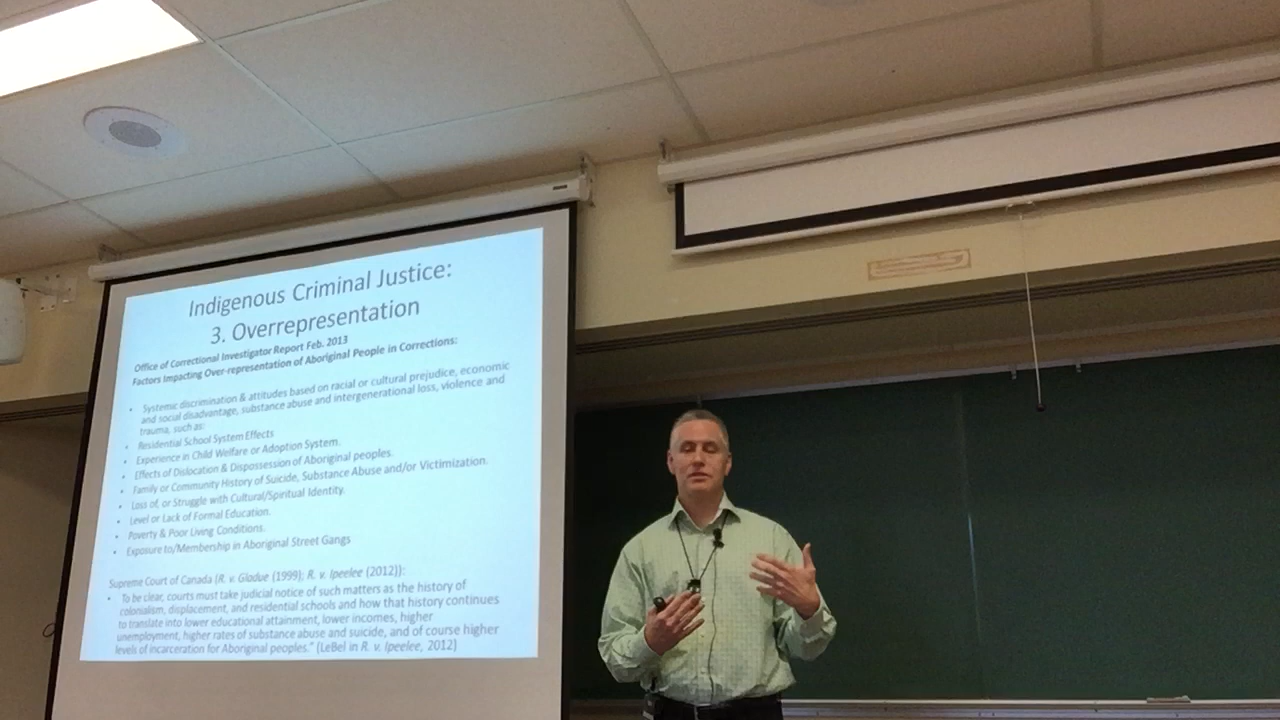 Indigenous Criminal Justice:
3. Overrepresentation
Office of Correctional Investigator Report Feb. 2013
Factors Impacting Over-representation of Aboriginal People in Corrections:
• Systemic discrimination & attitudes based on racial or cultural prejudice, economic
and social disadvantage, substance abuse and intergenerational loss, violence and
trauma, such as:
• Residential School System Effects
• Experience in Child Welfare or Adoption System.
• Effects of Dislocation & Dispossession of Aboriginal peoples.
• Family or Community History of Suicide, Substance Abuse and/or Victimization.
• Loss of, or Struggle with Cultural/Spiritual Identity.
• Level or Lack of Formal Education.
• Poverty & Poor Living Conditions.
• Exposure to/Membership in Aboriginal Street Gangs
Supreme Court of Canada (R. v. Gladue (1999); R. v. Ipeelee (2012)):
• To be clear, courts must take judicial notice of such matters as the history of
colonialism, displacement, and residential schools and how that history continues
to translate into lower educational attainment, lower incomes, higher
unemployment, higher rates of substance abuse and suicide, and of course higher
levels of incarceration for Aboriginal peoples." (LeBel in R. v. Ipeelee, 2012)